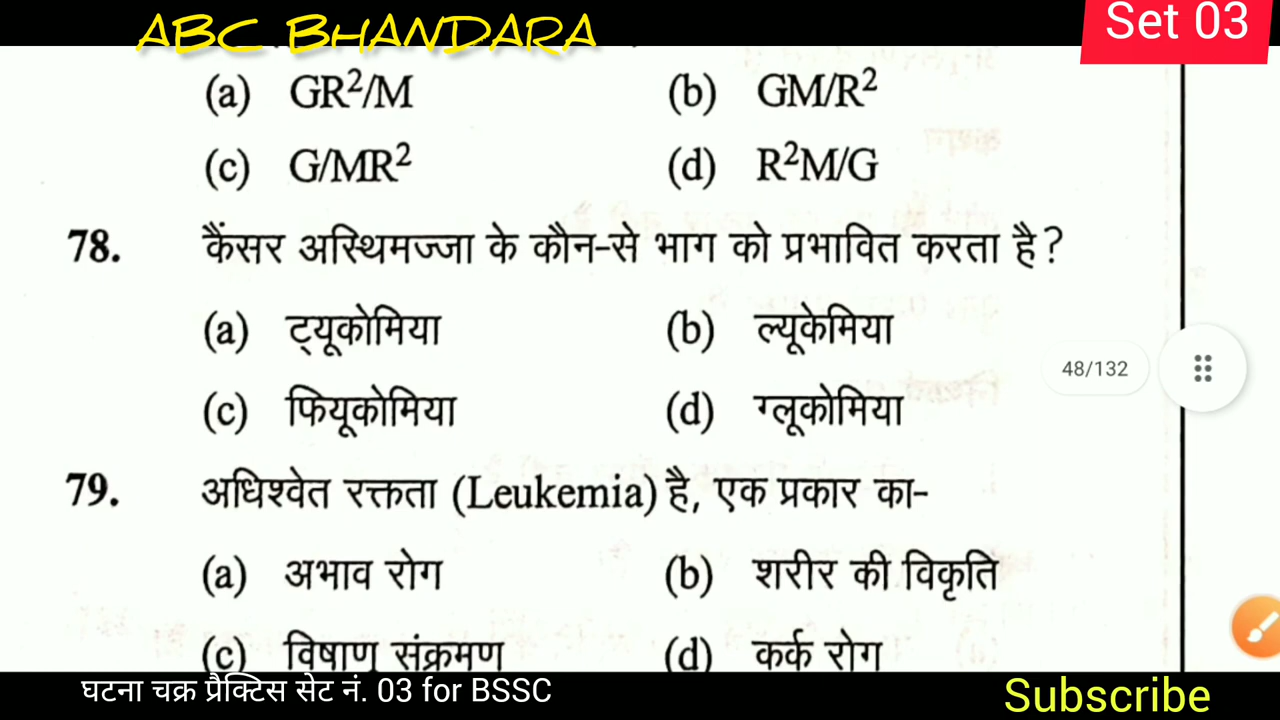 ABC BHANDARA
Set 03
(a) GR²/M (b) GM/R²
(c) G/MR² (d) R²M/G
78. कैंसर अस्थिमज्जा के कौन-से भाग को प्रभावित करता है?
(a) ट्यूकोमिया (b) ल्यूकेमिया
48/132
(c) फियूकोमिया (d) ग्लूकोमिया
79. अधिश्वेत रक्तता (Leukemia) है, एक प्रकार का-
(a) अभाव रोग (b) शरीर की विकृति
(c) विषाणु संक्रमण (d) कर्क रोग
घटना चक्र प्रैक्टिस सेट नं. 03 for BSSC
Subscribe